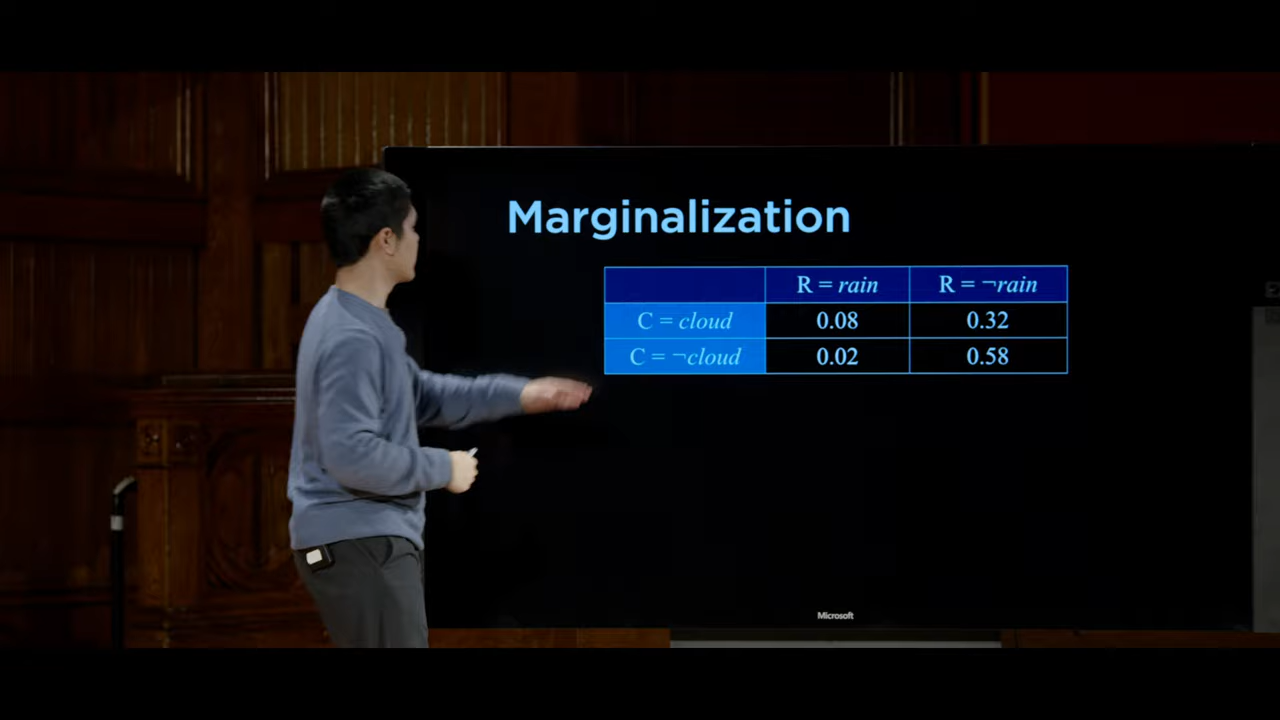 Marginalization
R = rain R = ¬rain
C = cloud 0.08 0.32
C = ¬cloud 0.02 0.58
Microsoft